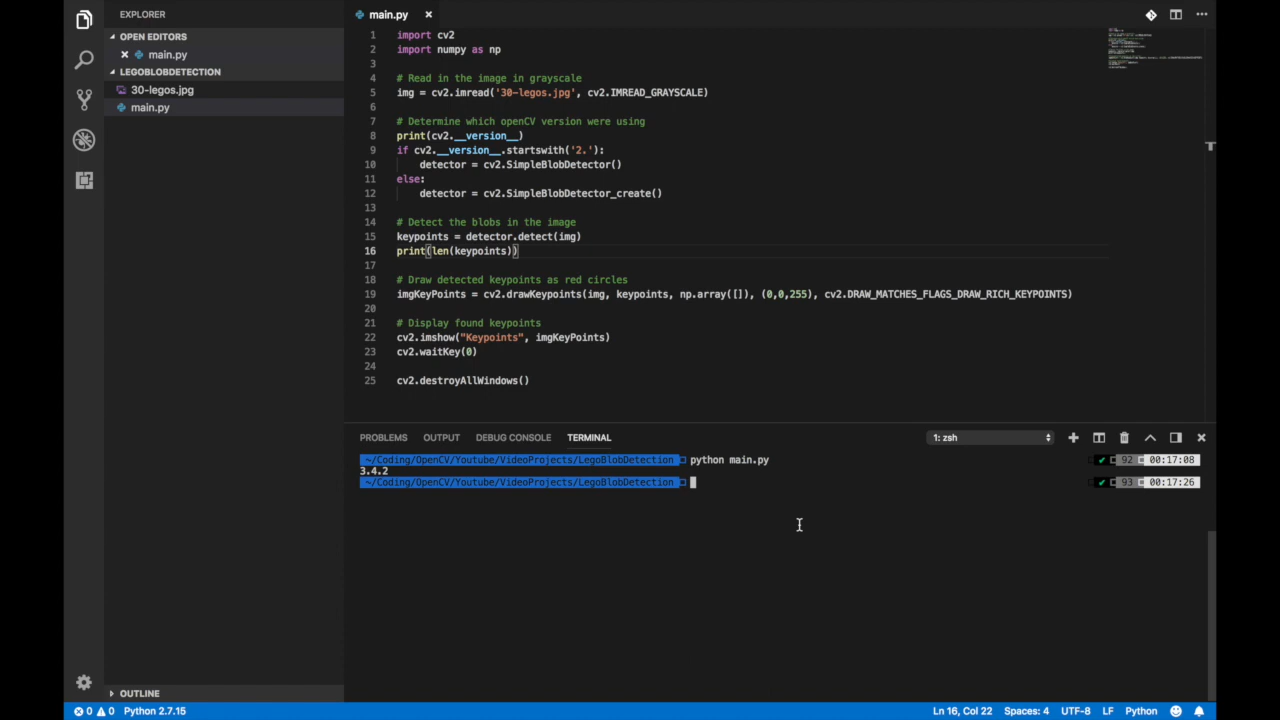 EXPLORER
OPEN EDITORS
main.py
LEGOBLOBDETECTION
30-legos.jpg
main.py
OUTLINE
main.py
1 import cv2
2 import numpy as np
3
4 # Read in the image in grayscale
5 img = cv2.imread('30-legos.jpg', cv2.IMREAD_GRAYSCALE)
6
7 # Determine which openCV version were using
8 print(cv2.__version__)
9 if cv2.__version__.startswith('2.'):
10 detector = cv2.SimpleBlobDetector()
11 else:
12 detector = cv2.SimpleBlobDetector_create()
13
14 # Detect the blobs in the image
15 keypoints = detector.detect(img)
16 print(len(keypoints))
17
18 # Draw detected keypoints as red circles
19 imgKeyPoints = cv2.drawKeypoints(img, keypoints, np.array([]), (0,0,255), cv2.DRAW_MATCHES_FLAGS_DRAW_RICH_KEYPOINTS)
20
21 # Display found keypoints
22 cv2.imshow("Keypoints", imgKeyPoints)
23 cv2.waitKey(0)
24
25 cv2.destroyAllWindows()
PROBLEMS OUTPUT DEBUG CONSOLE TERMINAL 1: zsh
~/Coding/OpenCV/Youtube/VideoProjects/LegoBlobDetection python main.py ✔ 92 00:17:08
3.4.2
~/Coding/OpenCV/Youtube/VideoProjects/LegoBlobDetection ✔ 93 00:17:26
0 0 Python 2.7.15 Ln 16, Col 22 Spaces: 4 UTF-8 LF Python